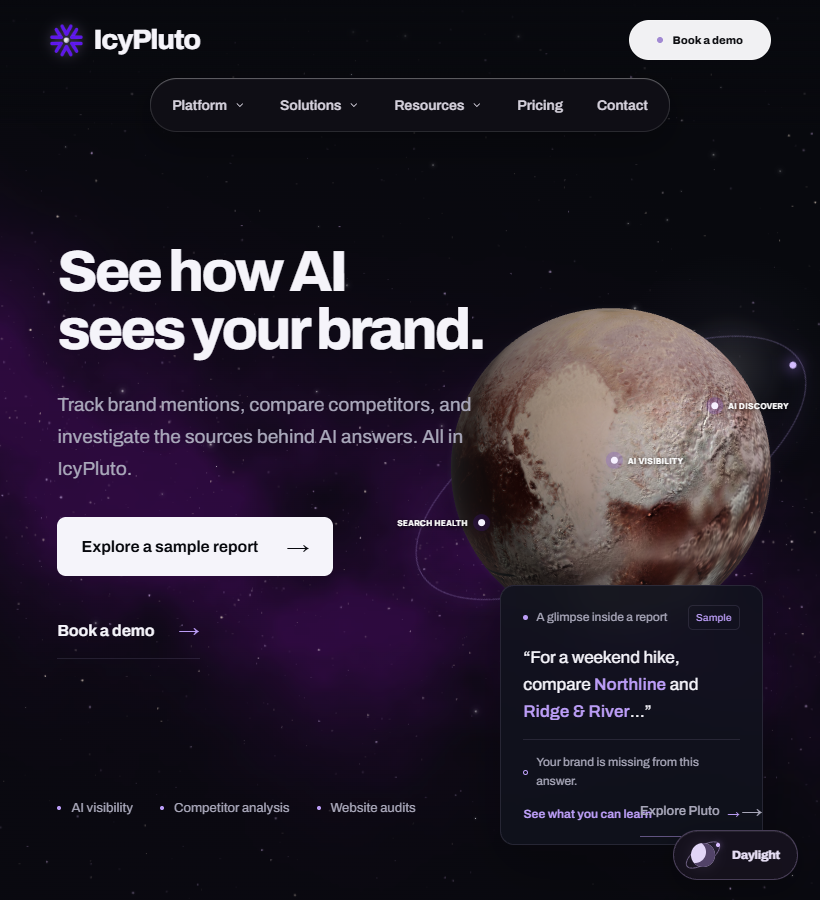 IcyPluto
Book a demo
Platform
Solutions
Resources
Pricing
Contact
See how AI
sees your brand.
Track brand mentions, compare competitors, and
investigate the sources behind AI answers. All in
IcyPluto.
Explore a sample report
Book a demo
AI DISCOVERY
AI VISIBILITY
SEARCH HEALTH
A glimpse inside a report
Sample
“For a weekend hike,
compare Northline and
Ridge & River…”
Your brand is missing from this
answer.
See what you can learn
Explore Pluto
AI visibility
Competitor analysis
Website audits
Daylight